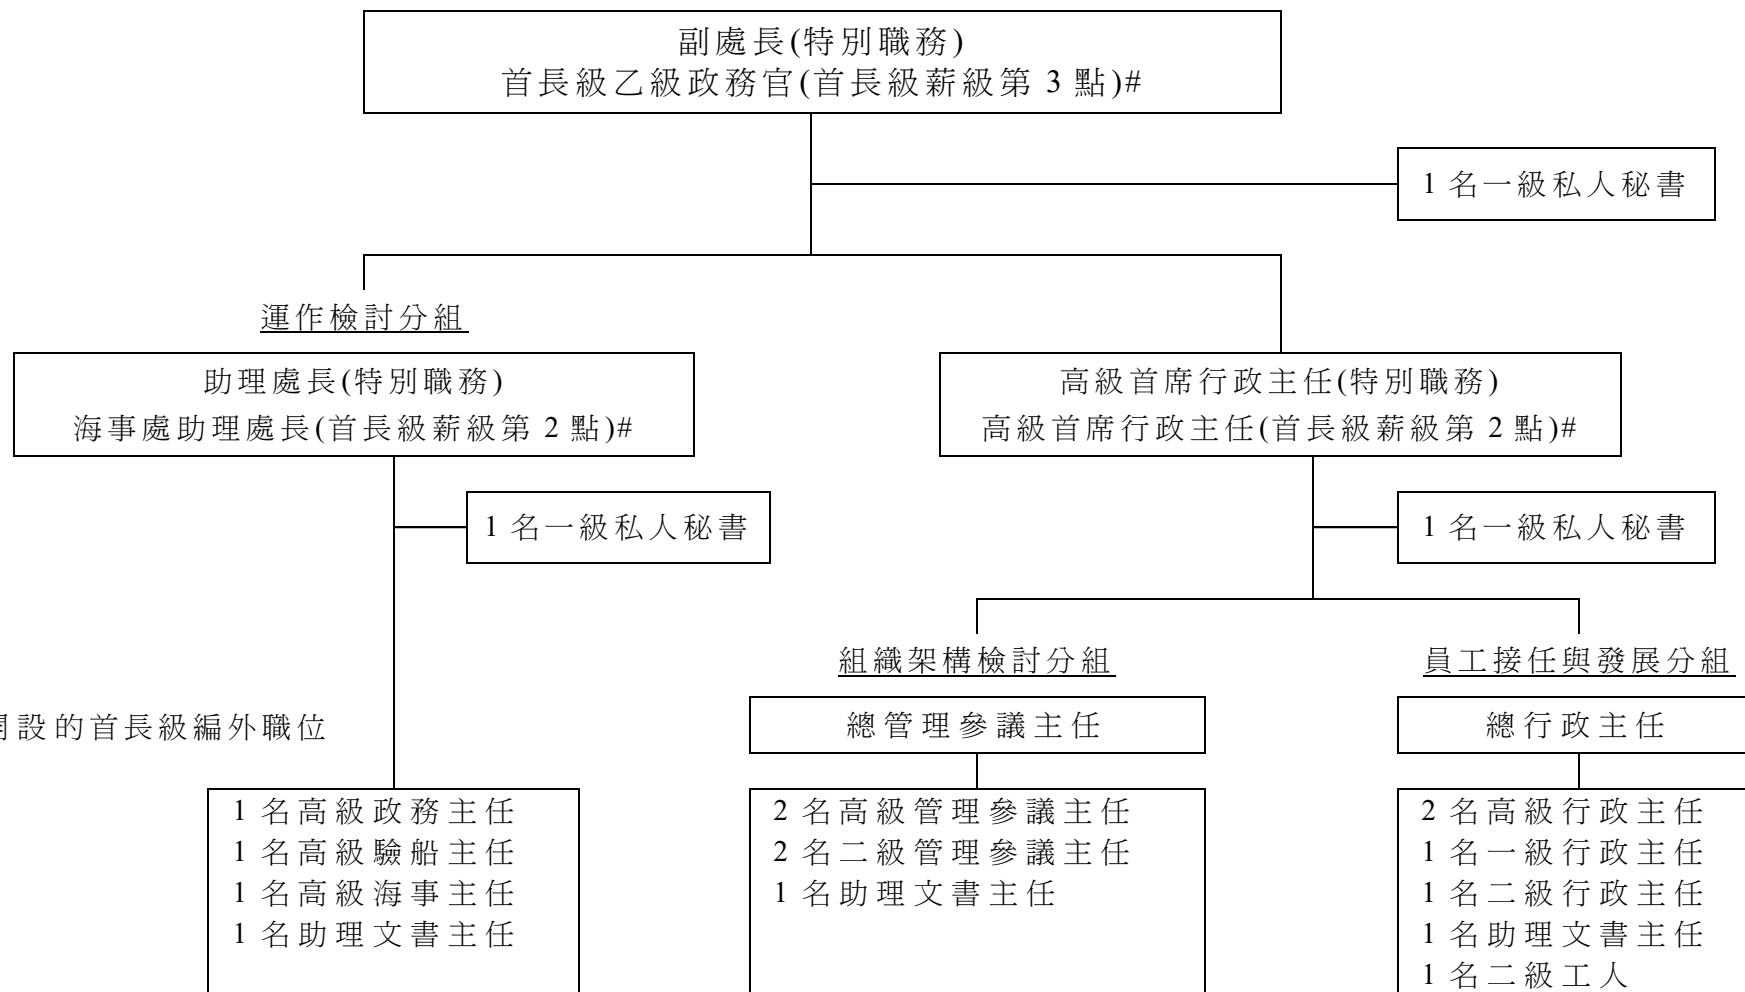 副處長(特別職務)
首長級乙級政務官(首長級薪級第 3 點)#
1 名一級私人秘書
運作檢討分組
助理處長(特別職務)
海事處助理處長(首長級薪級第 2 點)#
高級首席行政主任(特別職務)
高級首席行政主任(首長級薪級第 2 點)#
1 名一級私人秘書
1 名一級私人秘書
組織架構檢討分組
員工接任與發展分組
總管理參議主任
總行政主任
設的首長級編外職位
1 名高級政務主任
1 名高級驗船主任
1 名高級海事主任
1 名助理文書主任
2 名高級管理參議主任
2 名二級管理參議主任
1 名助理文書主任
2 名高級行政主任
1 名一級行政主任
1 名二級行政主任
1 名助理文書主任
1 名二級工人